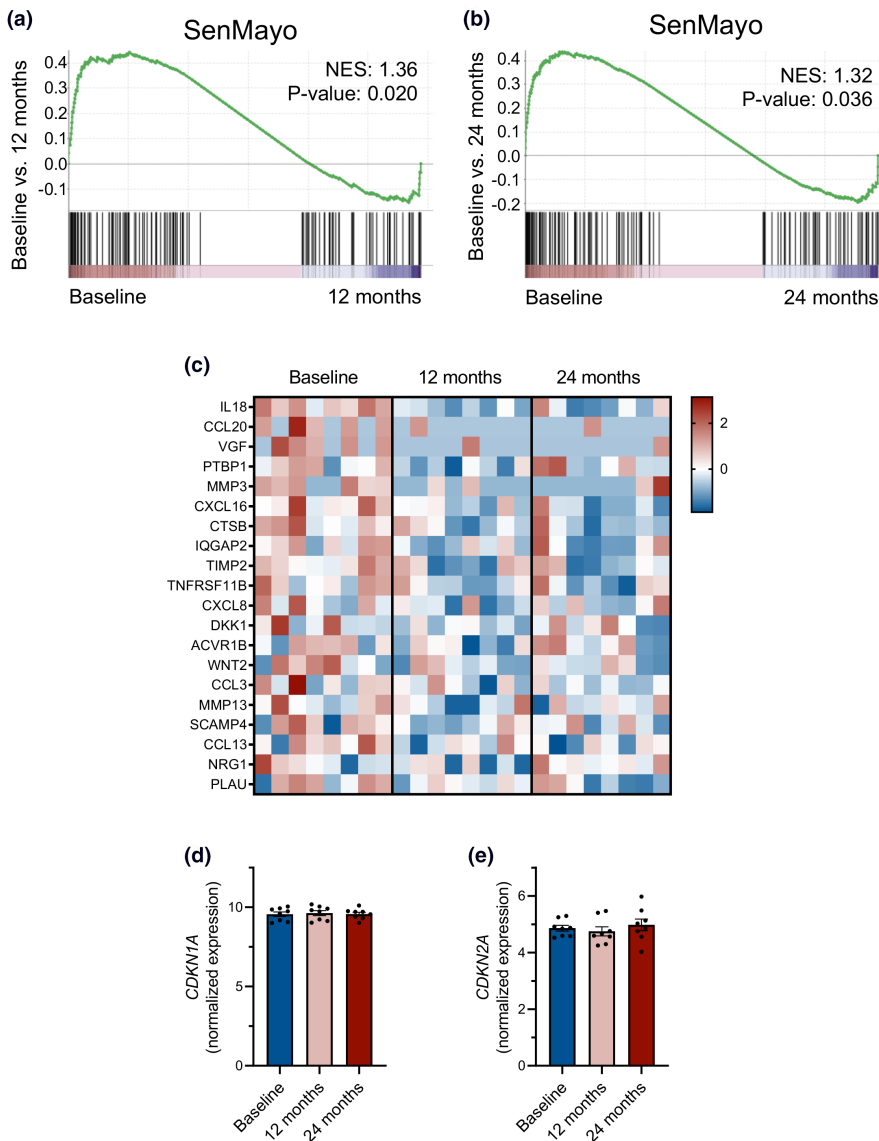 (a)
SenMayo
Baseline vs. 12 months
0.4
0.3
0.2
0.1
0.0
-0.1
NES: 1.36
P-value: 0.020
Baseline 12 months
(b)
SenMayo
Baseline vs. 24 months
0.4
0.3
0.2
0.1
0.0
-0.1
-0.2
NES: 1.32
P-value: 0.036
Baseline 24 months
(c)
Baseline 12 months 24 months
IL18
CCL20
VGF
PTBP1
MMP3
CXCL16
CTSB
IQGAP2
TIMP2
TNFRSF11B
CXCL8
DKK1
ACVR1B
WNT2
CCL3
MMP13
SCAMP4
CCL13
NRG1
PLAU
2
0
(d)
CDKN1A
(normalized expression)
10
5
0
Baseline
12 months
24 months
(e)
CDKN2A
(normalized expression)
6
4
2
0
Baseline
12 months
24 months